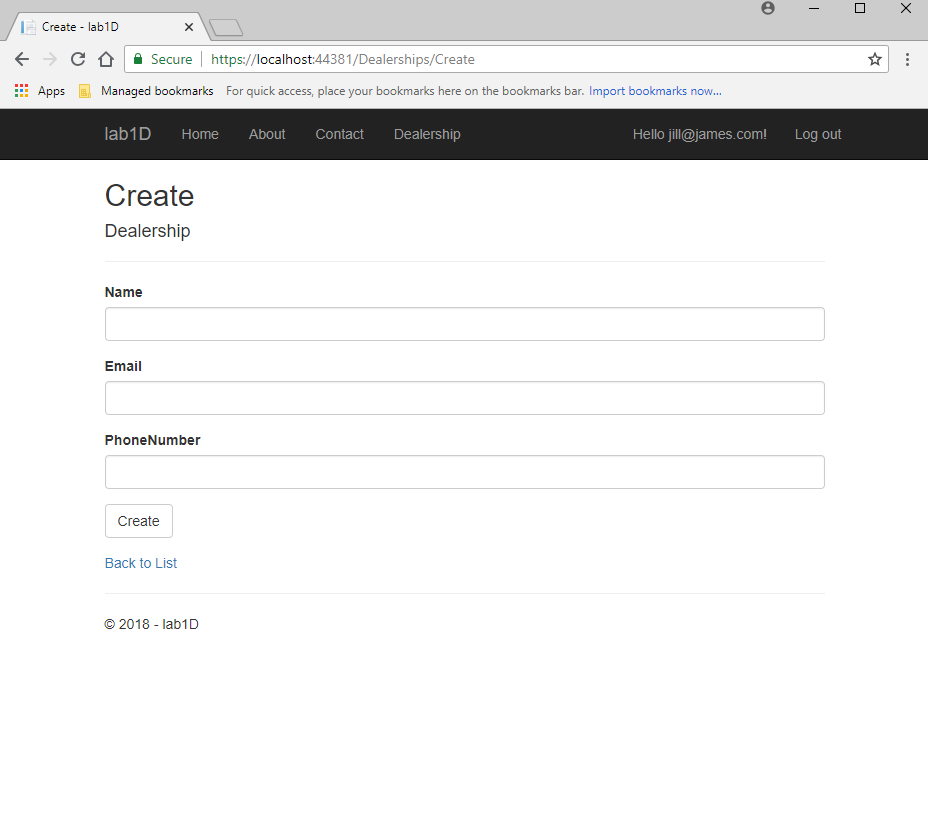 Create - lab1D
Secure https://localhost:44381/Dealerships/Create
Apps Managed bookmarks For quick access, place your bookmarks here on the bookmarks bar. Import bookmarks now...
lab1D Home About Contact Dealership Hello jill@james.com! Log out
Create
Dealership
Name
Email
PhoneNumber
Create
Back to List
© 2018 - lab1D